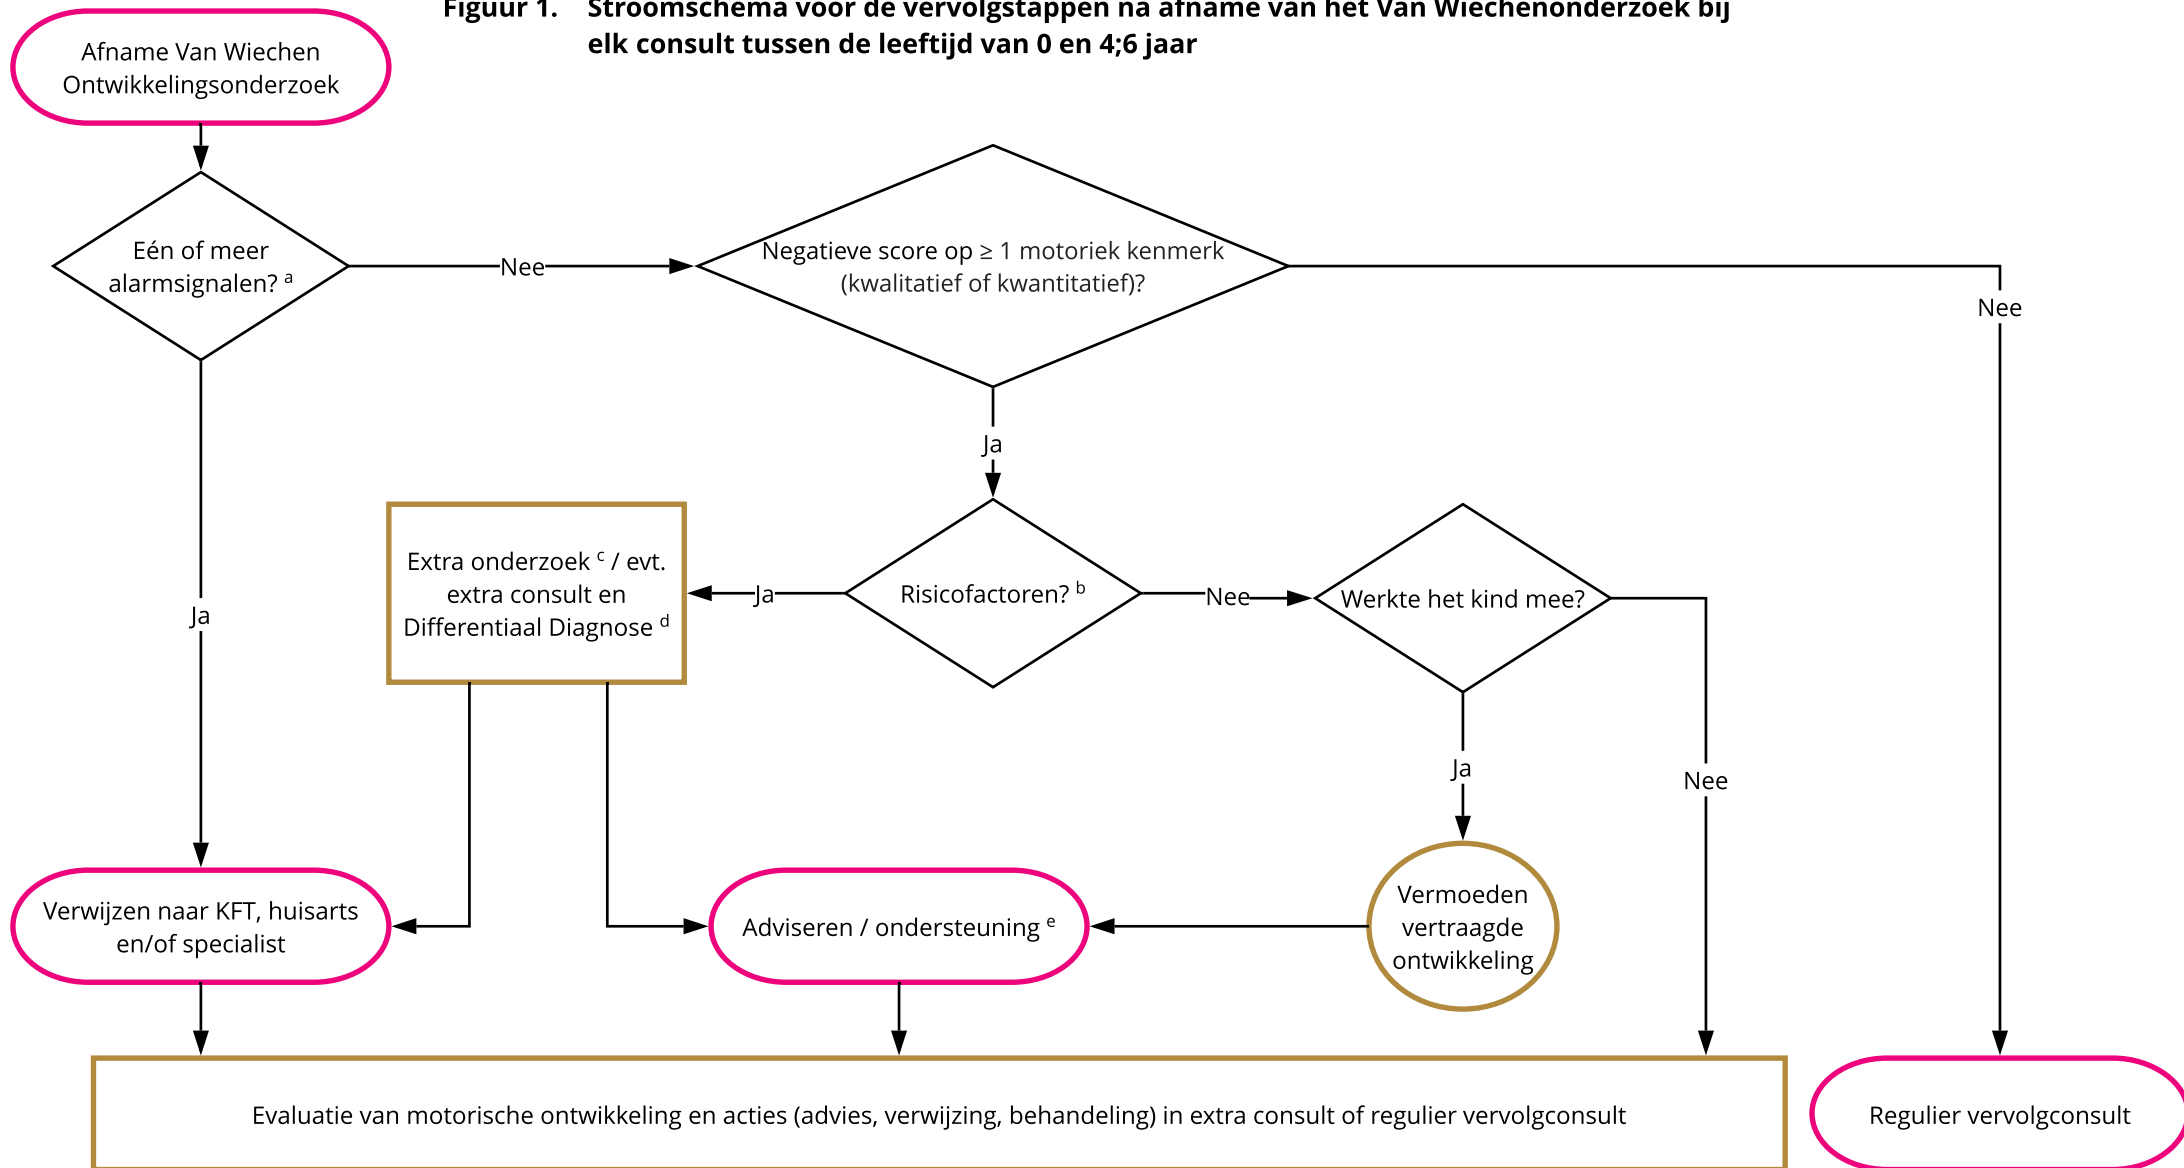 Figuur 1. Stroomschema voor de vervolgstappen na afname van het Van Wiechenonderzoek bij
elk consult tussen de leeftijd van 0 en 4;6 jaar
Afname Van Wiechen
Ontwikkelingsonderzoek
Eén of meer
alarmsignalen? a
Nee
Negatieve score op ≥ 1 motoriek kenmerk
(kwalitatief of kwantitatief)?
Nee
Ja
Ja
Extra onderzoek c / evt.
extra consult en
Differentiaal Diagnose d
Ja
Risicofactoren? b
Nee
Werkte het kind mee?
Ja
Nee
Verwijzen naar KFT, huisarts
en/of specialist
Adviseren / ondersteuning e
Vermoeden
vertraagde
ontwikkeling
Evaluatie van motorische ontwikkeling en acties (advies, verwijzing, behandeling) in extra consult of regulier vervolgconsult
Regulier vervolgconsult